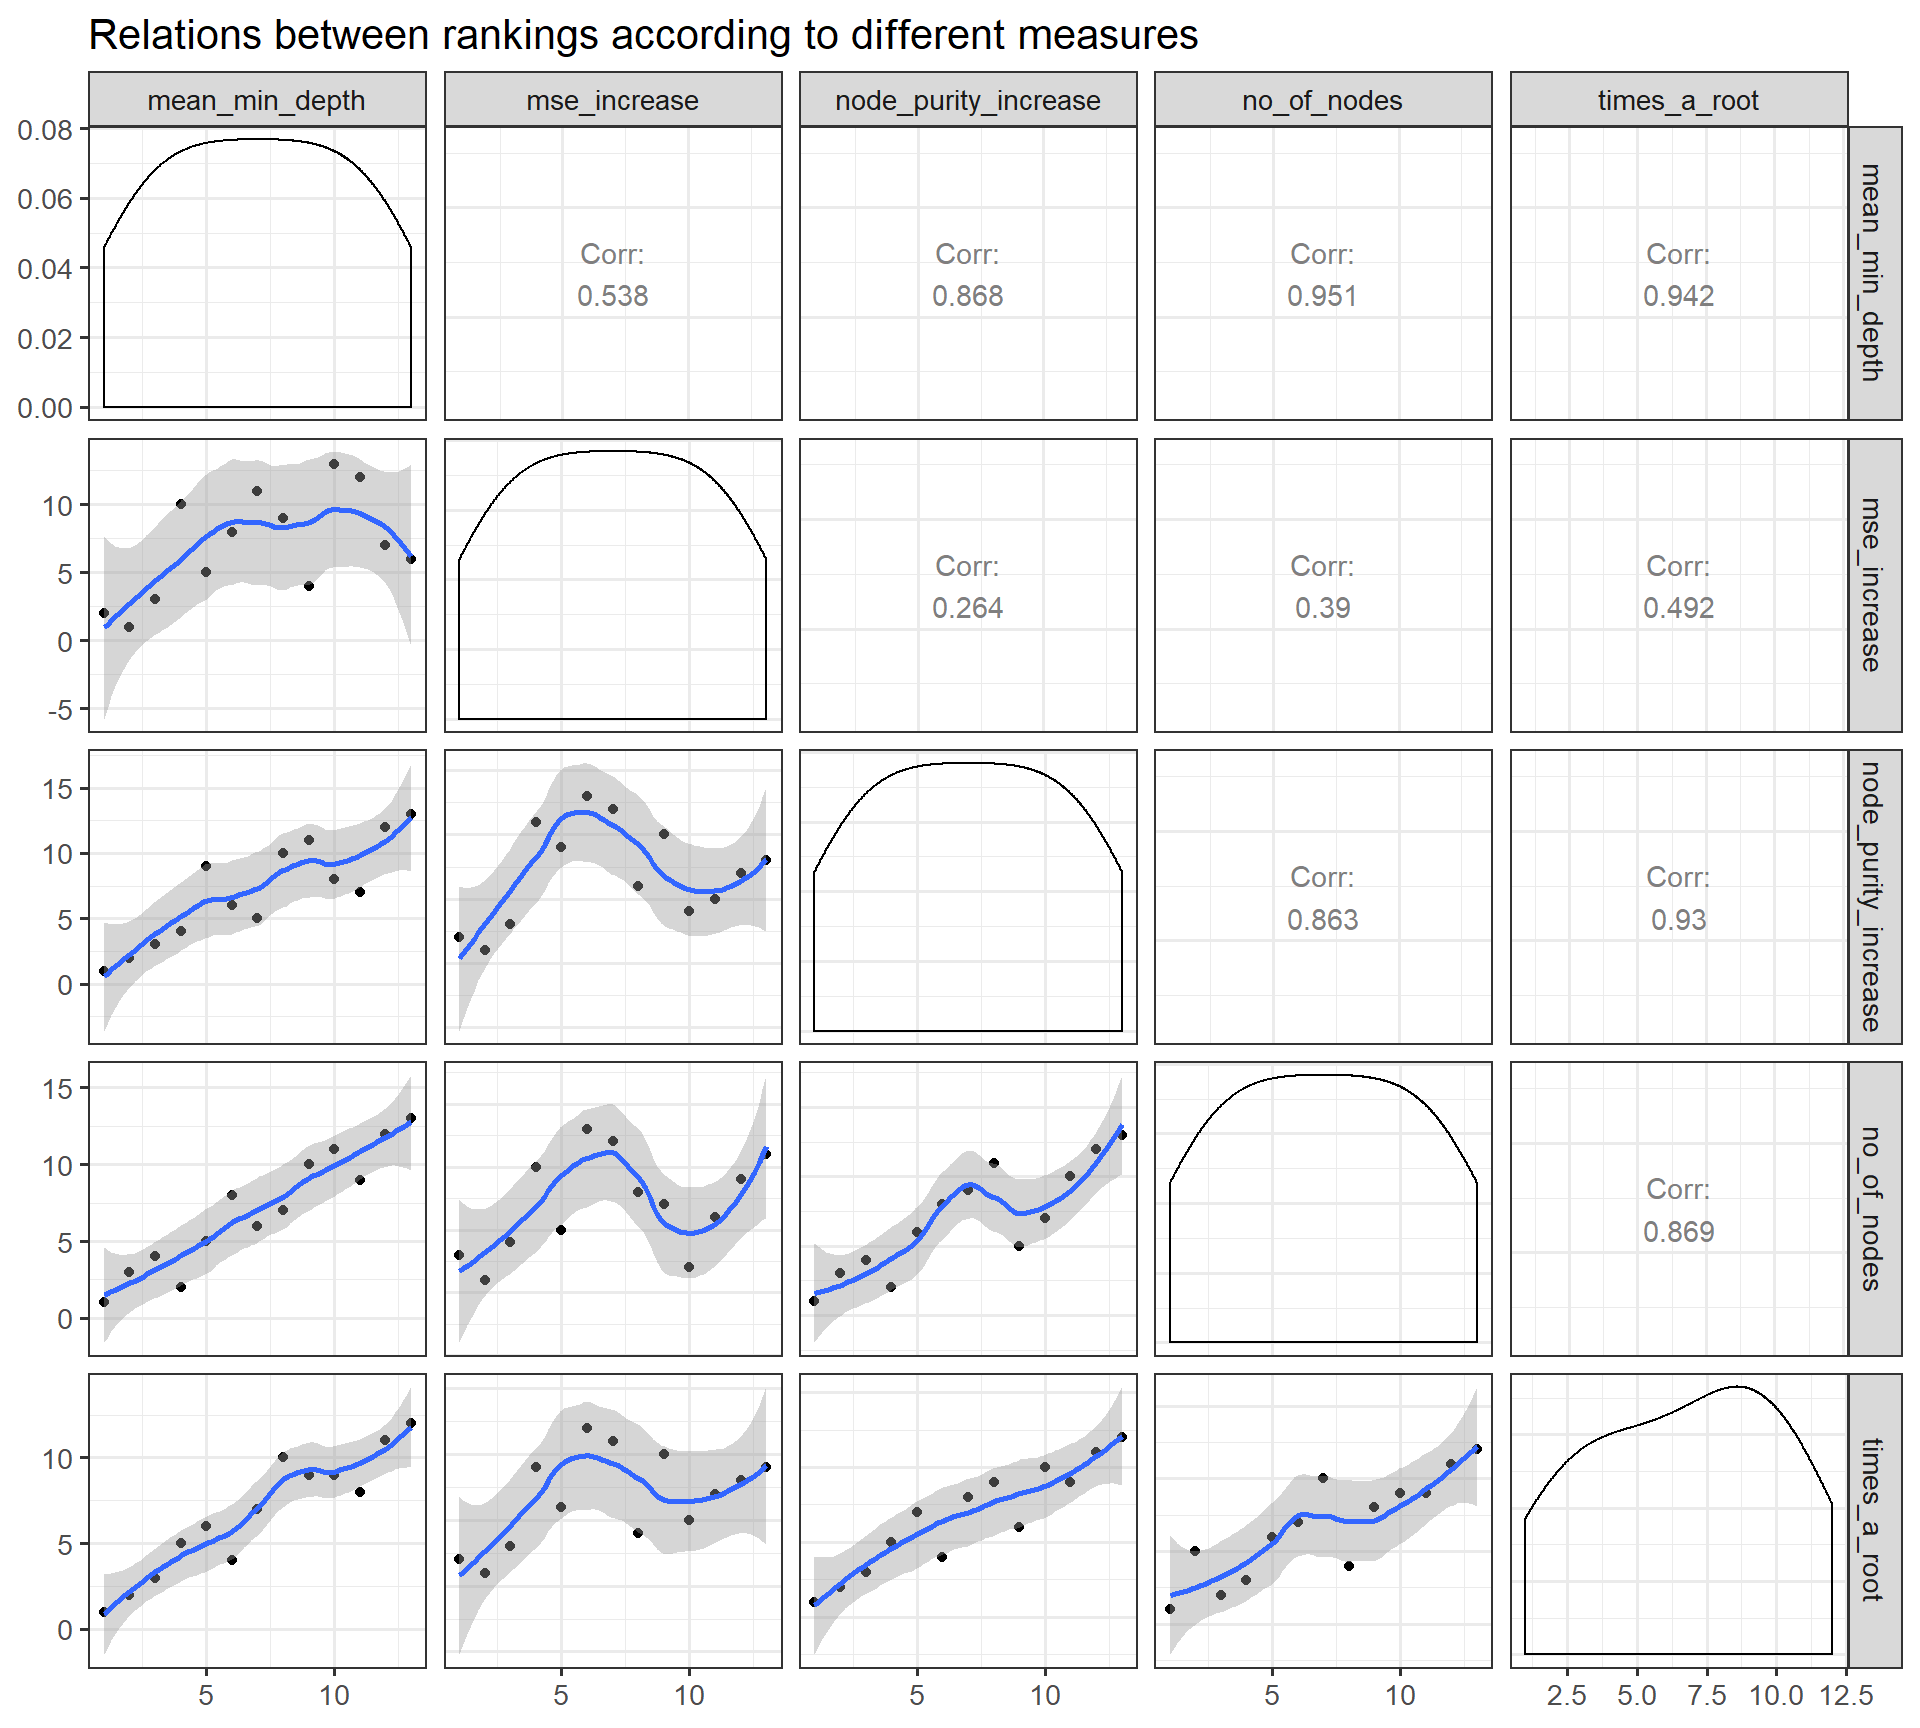 Relations between rankings according to different measures
mean_min_depth
mse_increase
node_purity_increase
no_of_nodes
times_a_root
0.08
0.06
0.04
0.02
0.00
Corr:
0.538
Corr:
0.868
Corr:
0.951
Corr:
0.942
mean_min_depth
10
5
0
-5
Corr:
0.264
Corr:
0.39
Corr:
0.492
mse_increase
15
10
5
0
Corr:
0.863
Corr:
0.93
node_purity_increase
15
10
5
0
Corr:
0.869
no_of_nodes
10
5
0
times_a_root
5
10
5
10
5
10
5
10
2.5
5.0
7.5
10.0
12.5